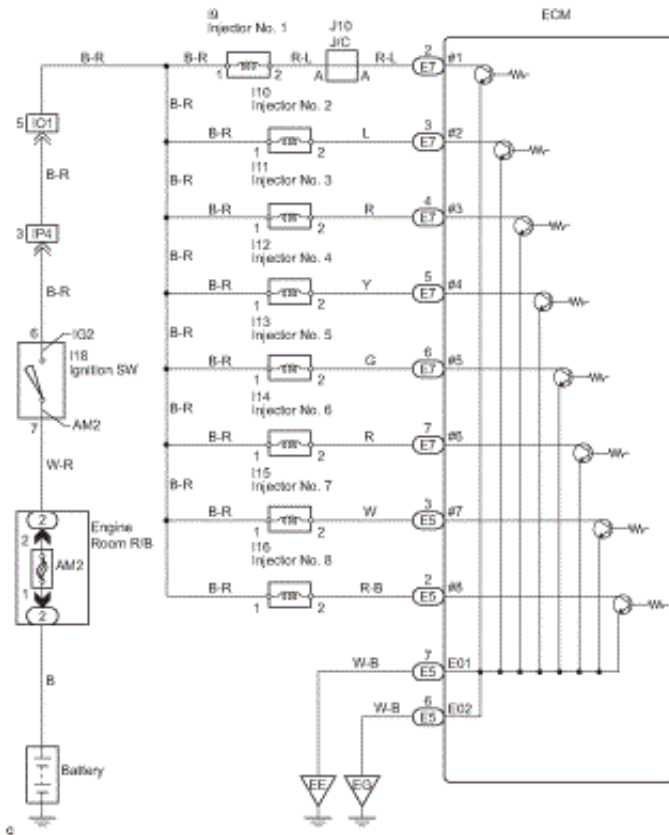 I9
Injector No. 1
J10
J/C
ECM
B-R
B-R
1
2
R-L
A
A
R-L
2
E7
#1
I10
Injector No. 2
B-R
B-R
1
2
L
3
E7
#2
5
IO1
I11
Injector No. 3
B-R
B-R
B-R
1
2
R
4
E7
#3
3
IP4
I12
Injector No. 4
B-R
B-R
B-R
1
2
Y
5
E7
#4
6
IG2
I18
Ignition SW
I13
Injector No. 5
B-R
B-R
1
2
G
6
E7
#5
AM2
7
I14
Injector No. 6
B-R
B-R
1
2
R
7
E7
#6
W-R
I15
Injector No. 7
B-R
B-R
1
2
W
3
E5
#7
2
2
Engine
Room R/B
AM2
1
2
I16
Injector No. 8
B-R
1
2
R-B
2
E5
#8
B
W-B
7
E5
E01
W-B
6
E5
E02
Battery
EE
EG